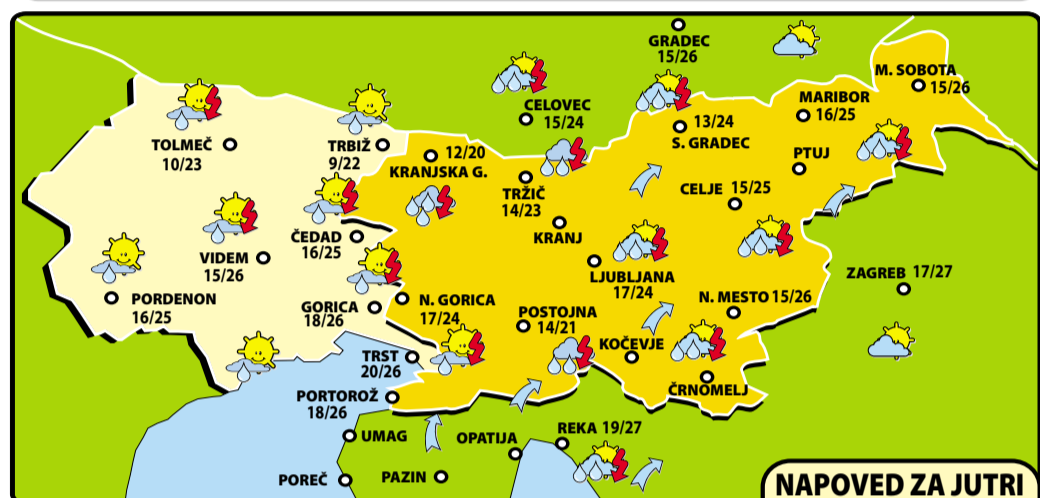 GRADEC
15/26
M. SOBOTA
15/26
CELOVEC
15/24
MARIBOR
16/25
13/24
S. GRADEC
TOLMEČ
10/23
TRBIŽ
9/22
12/20
KRANJSKA G.
PTUJ
TRŽIČ
14/23
CELJE 15/25
KRANJ
ČEDAD
16/25
VIDEM
15/26
LJUBLJANA
17/24
ZAGREB 17/27
PORDENON
16/25
GORICA
18/26
N. GORICA
17/24
N. MESTO 15/26
POSTOJNA
14/21
KOČEVJE
TRST
20/26
ČRNOMELJ
PORTOROŽ
18/26
UMAG
OPATIJA
REKA 19/27
POREČ
PAZIN
NAPOVED ZA JUTRI